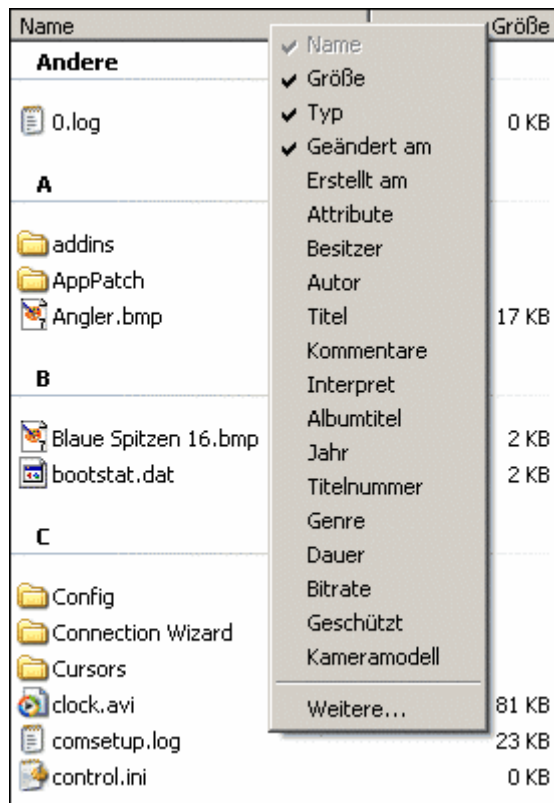 Name Größe
Andere
0.log 0 KB
A
addins
AppPatch
Angler.bmp 17 KB
B
Blaue Spitzen 16.bmp 2 KB
bootstat.dat 2 KB
C
Config
Connection Wizard
Cursors
clock.avi 81 KB
comsetup.log 23 KB
control.ini 0 KB
Name
Größe
Typ
Geändert am
Erstellt am
Attribute
Besitzer
Autor
Titel
Kommentare
Interpret
Albumtitel
Jahr
Titelnummer
Genre
Dauer
Bitrate
Geschützt
Kameramodell
Weitere...